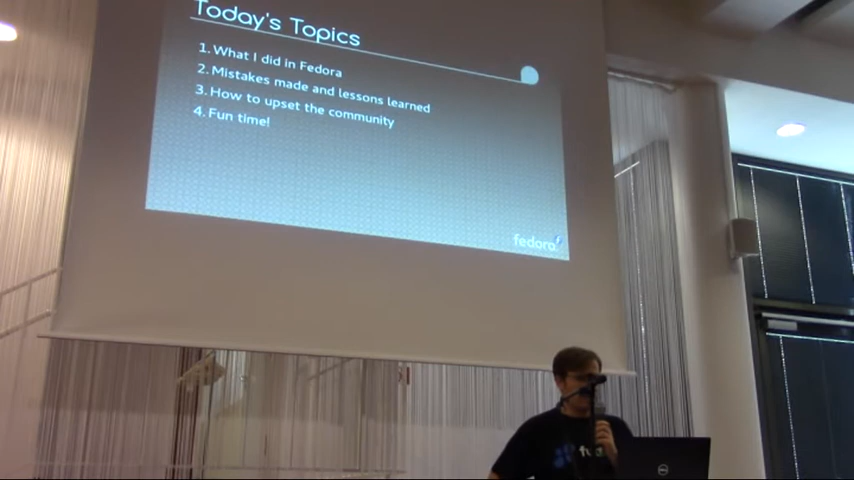 Today's Topics
1. What I did in Fedora
2. Mistakes made and lessons learned
3. How to upset the community
4. Fun time!
fedora
DELL